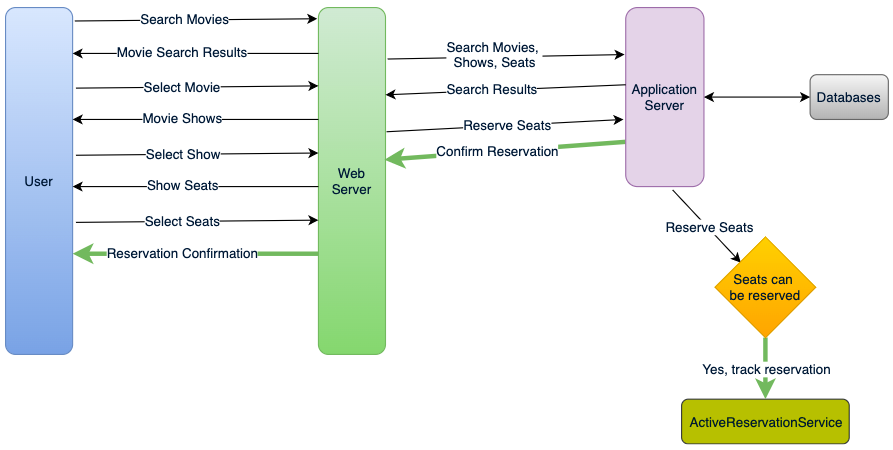 Search Movies
Movie Search Results
Select Movie
Movie Shows
Select Show
Show Seats
Select Seats
Reservation Confirmation
User
Web
Server
Search Movies,
Shows, Seats
Search Results
Reserve Seats
Confirm Reservation
Application
Server
Databases
Reserve Seats
Seats can
be reserved
Yes, track reservation
ActiveReservationService